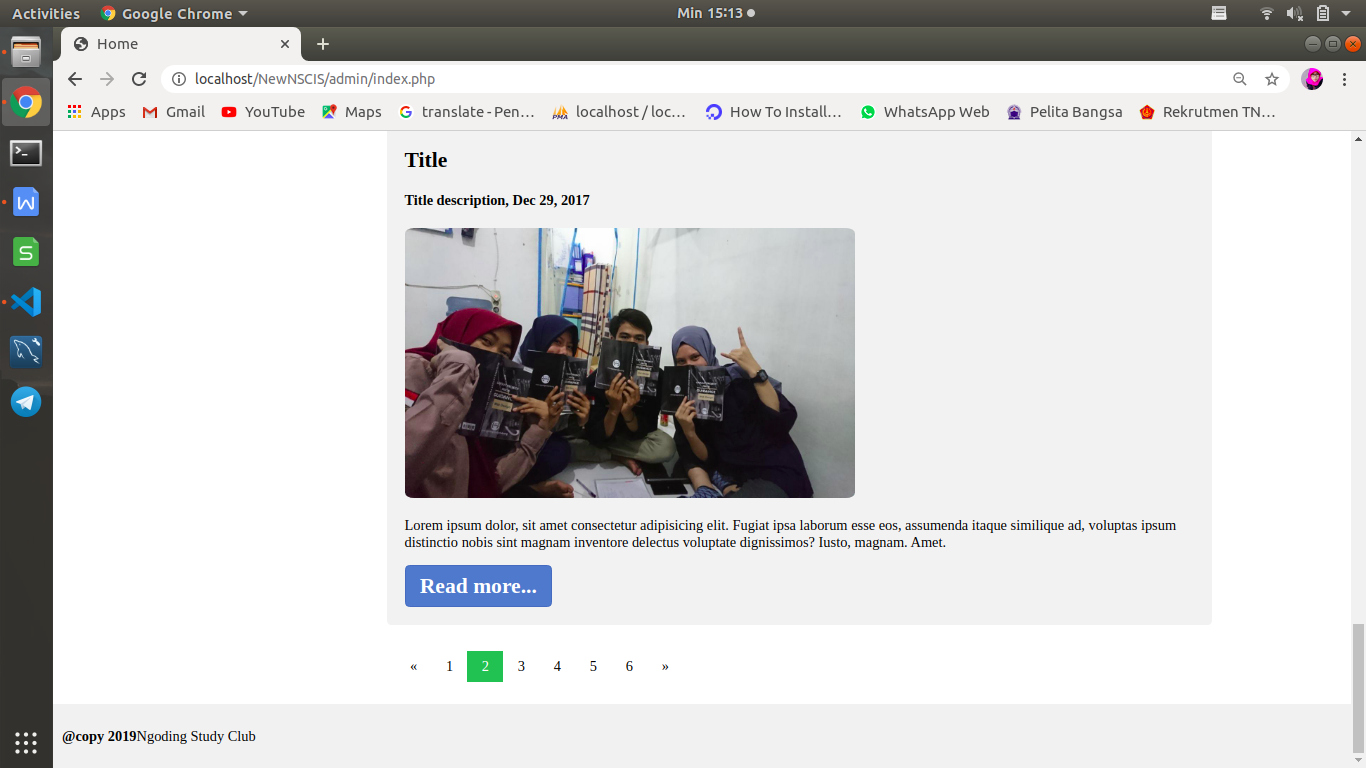 Activities
Google Chrome
Min 15:13
Home
localhost/NewNSCIS/admin/index.php
Apps
Gmail
YouTube
Maps
translate - Pen...
localhost / loc...
How To Install...
WhatsApp Web
Pelita Bangsa
Rekrutmen TN...
Title
Title description, Dec 29, 2017
Lorem ipsum dolor, sit amet consectetur adipisicing elit. Fugiat ipsa laborum esse eos, assumenda itaque similique ad, voluptas ipsum
distinctio nobis sint magnam inventore delectus voluptate dignissimos? Iusto, magnam. Amet.
Read more...
« 1 2 3 4 5 6 »
@copy 2019Ngoding Study Club